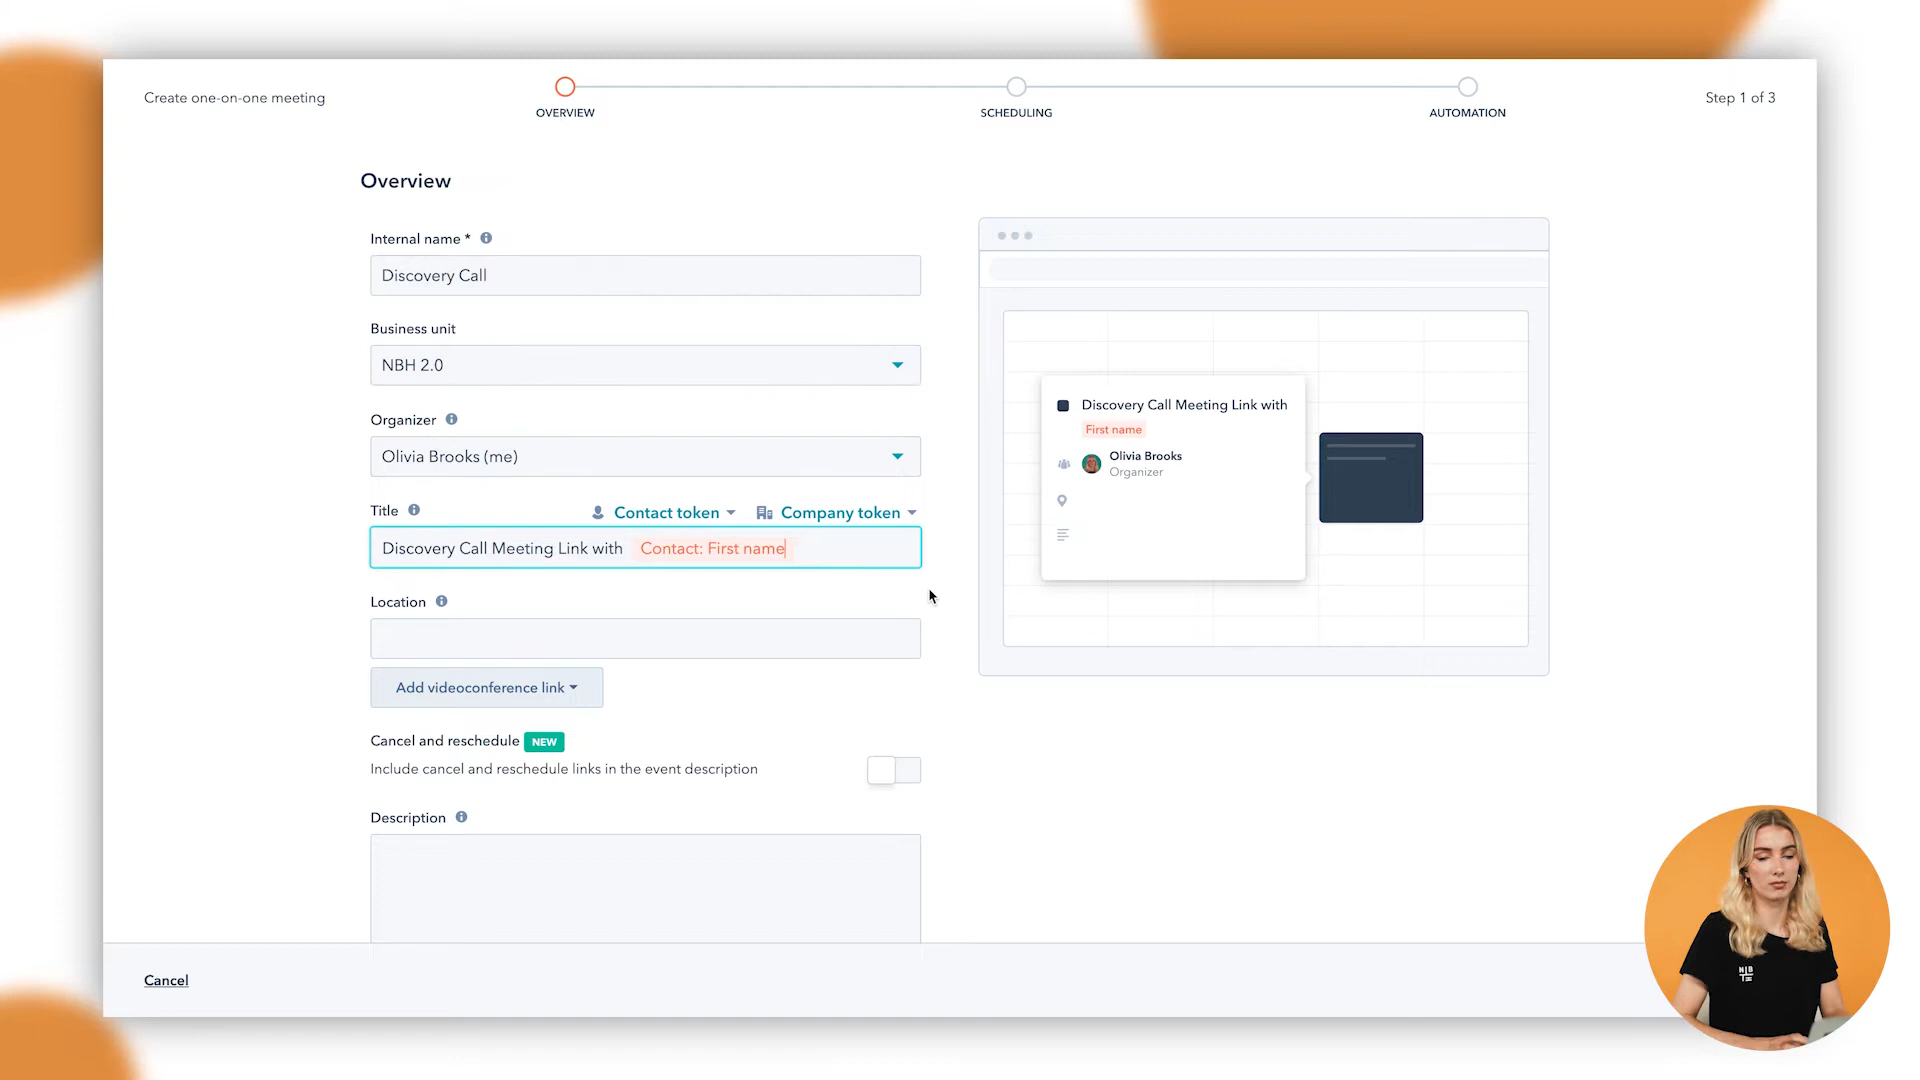 Create one-on-one meeting
OVERVIEW
SCHEDULING
AUTOMATION
Step 1 of 3
Overview
Internal name *
Discovery Call
Business unit
NBH 2.0
Organizer
Olivia Brooks (me)
Title
Contact token
Company token
Discovery Call Meeting Link with Contact: First name
Location
Add videoconference link
Cancel and reschedule NEW
Include cancel and reschedule links in the event description
Description
Discovery Call Meeting Link with
First name
Olivia Brooks
Organizer
Cancel